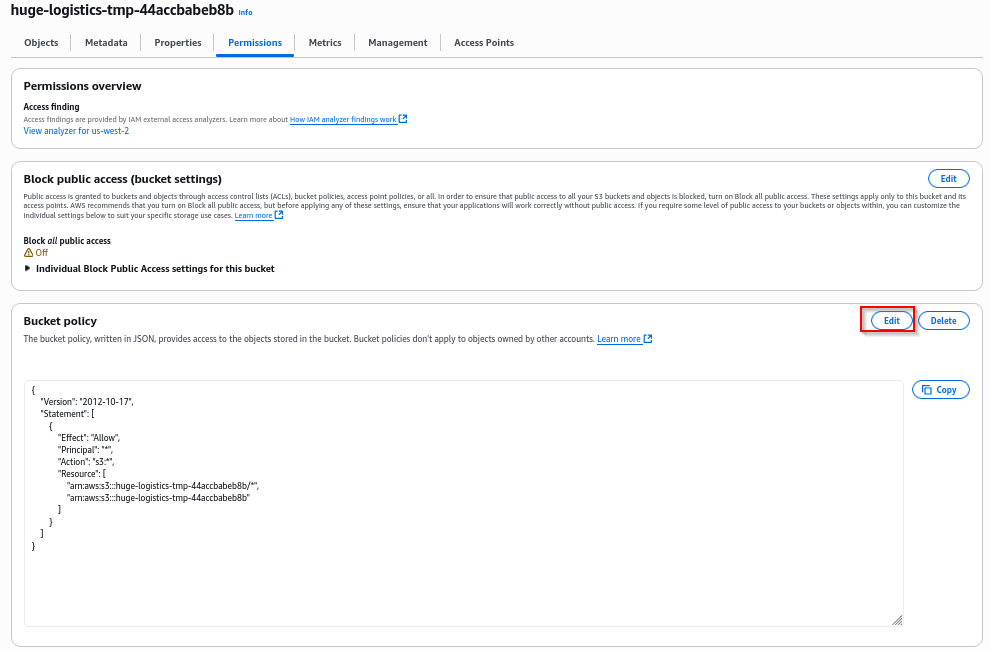 huge-logistics-tmp-44accbabeb8b Info
Objects Metadata Properties Permissions Metrics Management Access Points
Permissions overview
Access finding
Access findings are provided by IAM external access analyzers. Learn more about How IAM analyzer findings work
View analyzer for us-west-2
Block public access (bucket settings)
Edit
Public access is granted to buckets and objects through access control lists (ACLs), bucket policies, access point policies, or all. In order to ensure that public access to all your S3 buckets and objects is blocked, turn on Block all public access. These settings apply only to this bucket and its
access points. AWS recommends that you turn on Block all public access, but before applying any of these settings, ensure that your applications will work correctly without public access. If you require some level of public access to your buckets or objects within, you can customize the
individual settings below to suit your specific storage use cases. Learn more
Block all public access
Off
Individual Block Public Access settings for this bucket
Bucket policy
Edit Delete
The bucket policy, written in JSON, provides access to the objects stored in the bucket. Bucket policies don't apply to objects owned by other accounts. Learn more
Copy
{
"Version": "2012-10-17",
"Statement": [
{
"Effect": "Allow",
"Principal": "*",
"Action": "s3:*",
"Resource": [
"arn:aws:s3:::huge-logistics-tmp-44accbabeb8b/*",
"arn:aws:s3:::huge-logistics-tmp-44accbabeb8b"
]
}
]
}